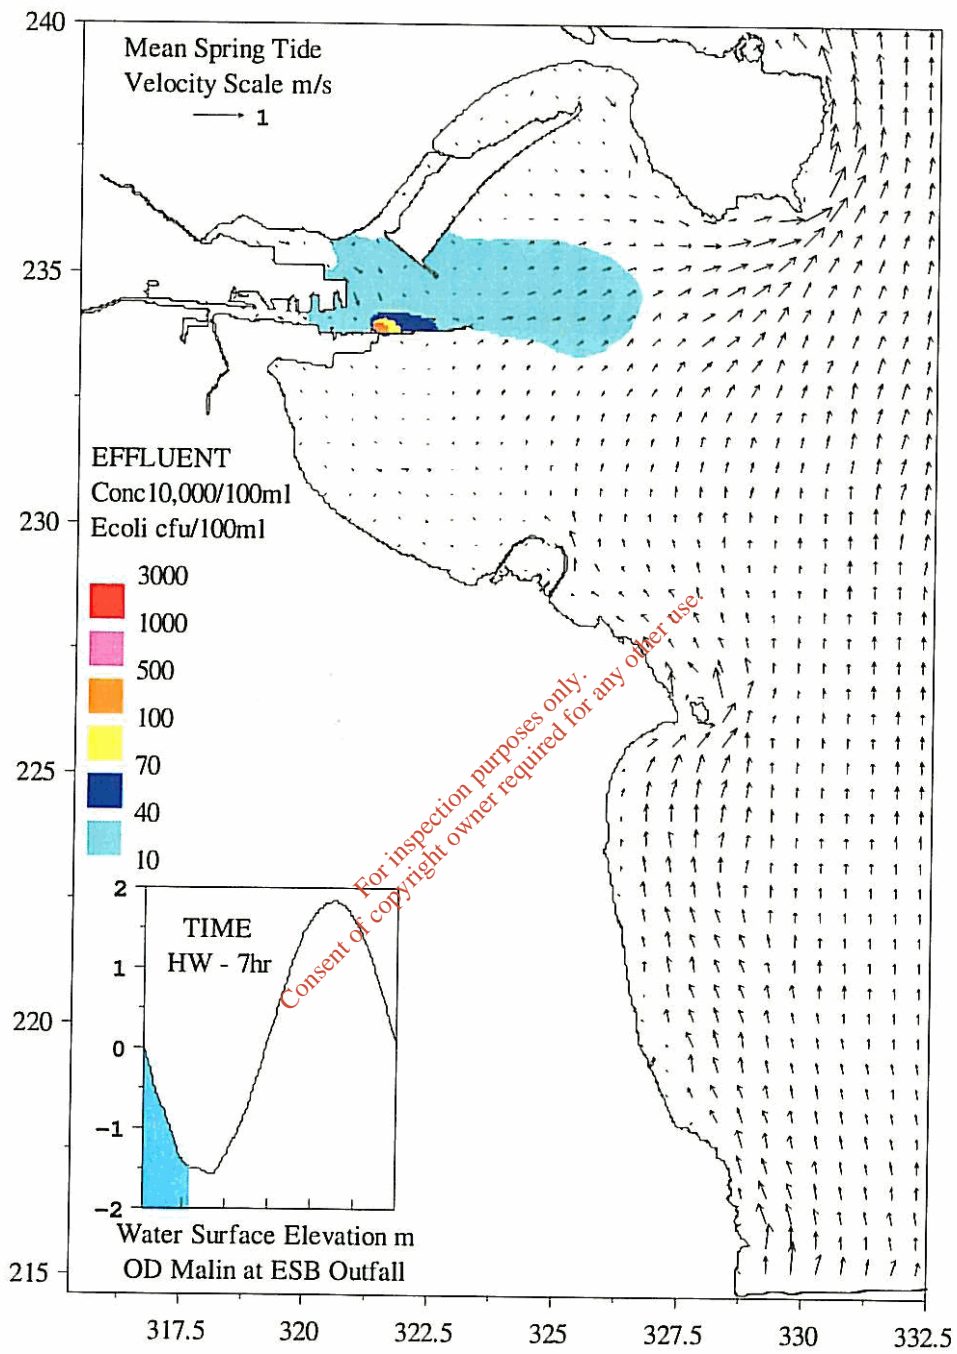 240
Mean Spring Tide
Velocity Scale m/s
1
235
EFFLUENT
Conc10,000/100ml
Ecoli cfu/100ml
230
3000
1000
500
100
70
40
10
225
For inspection purposes only.
Consent of copyright owner required for any other use.
2
TIME
HW - 7hr
1
0
-1
-2
220
Water Surface Elevation m
OD Malin at ESB Outfall
215
317.5 320 322.5 325 327.5 330 332.5